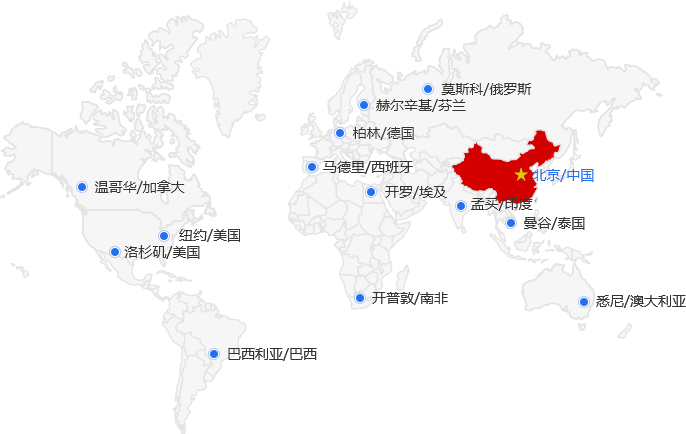 莫斯科/俄罗斯
赫尔辛基/芬兰
柏林/德国
马德里/西班牙
北京/中国
温哥华/加拿大
开罗/埃及
孟买/印度
曼谷/泰国
纽约/美国
洛杉矶/美国
开普敦/南非
悉尼/澳大利亚
巴西利亚/巴西